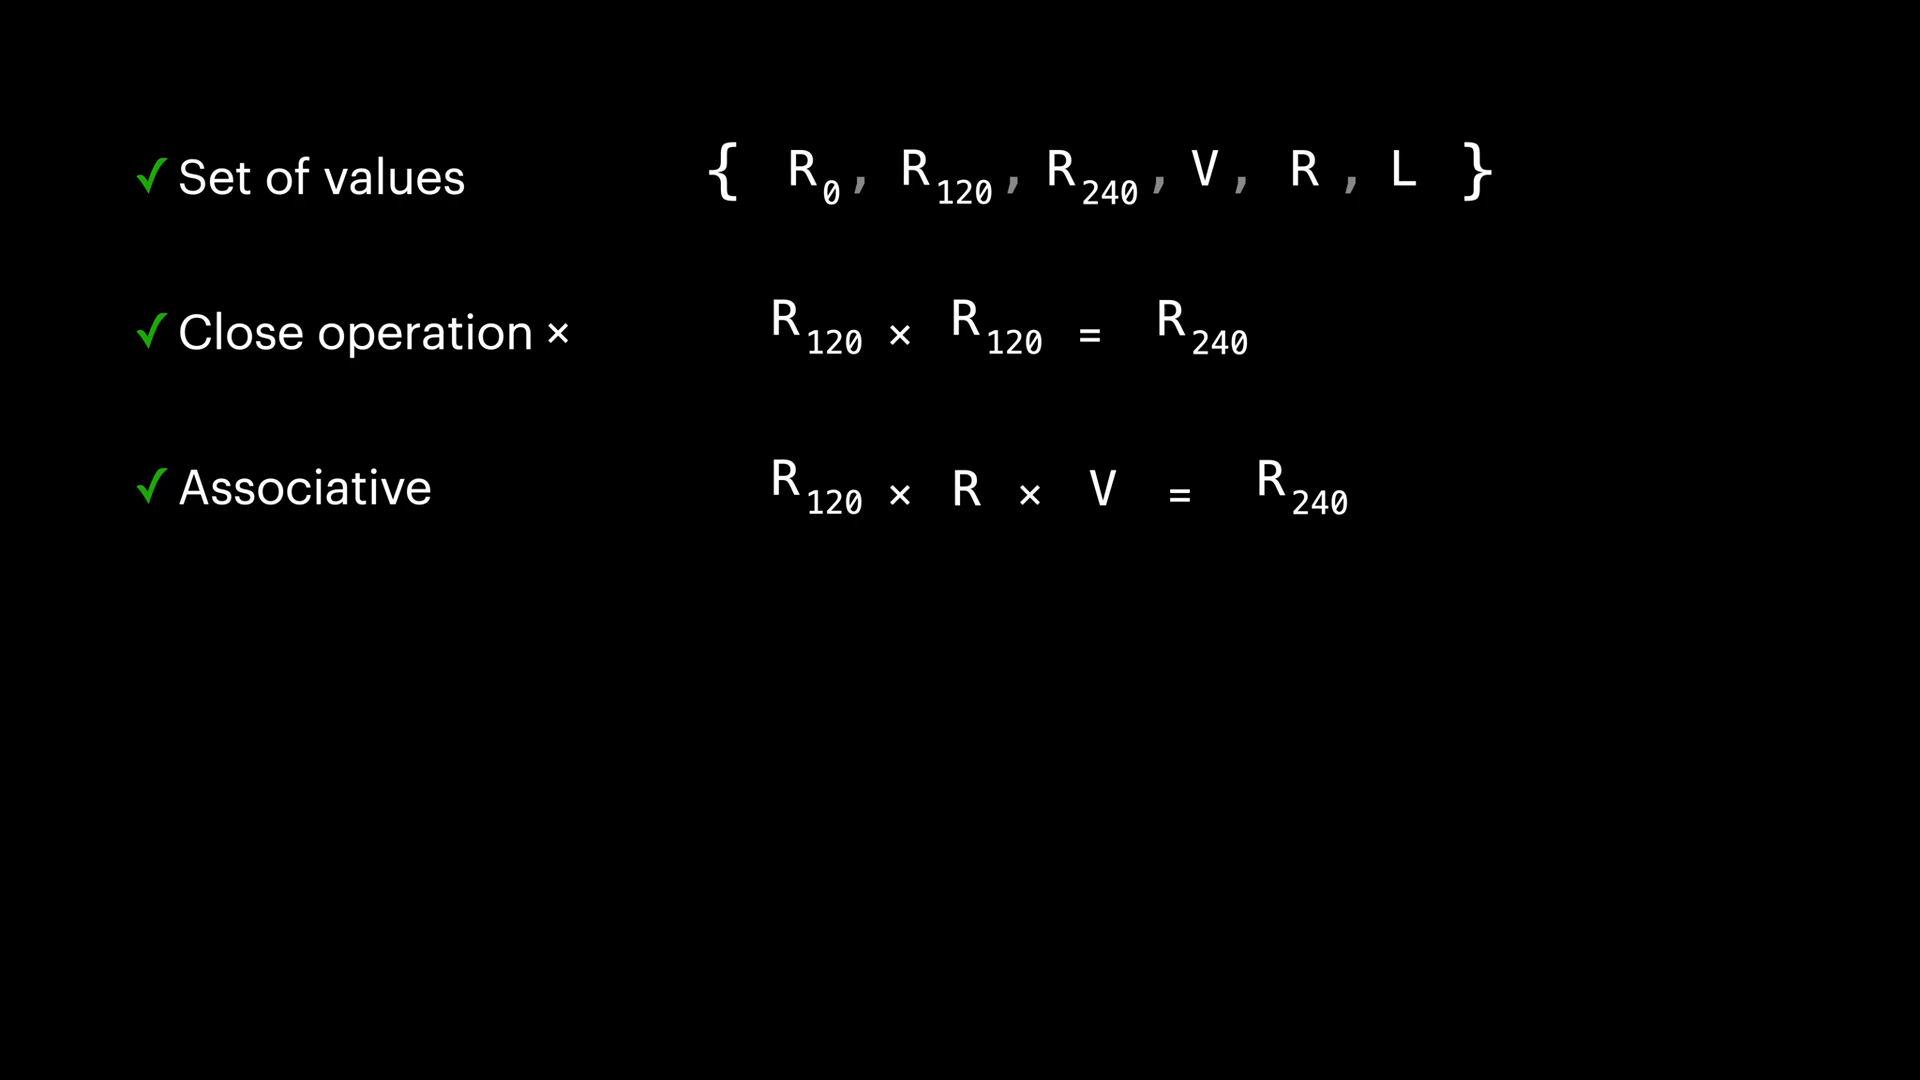 ✓ Set of values { R₀, R₁₂₀, R₂₄₀, V, R, L }
✓ Close operation × R₁₂₀ × R₁₂₀ = R₂₄₀
✓ Associative R₁₂₀ × R × V = R₂₄₀